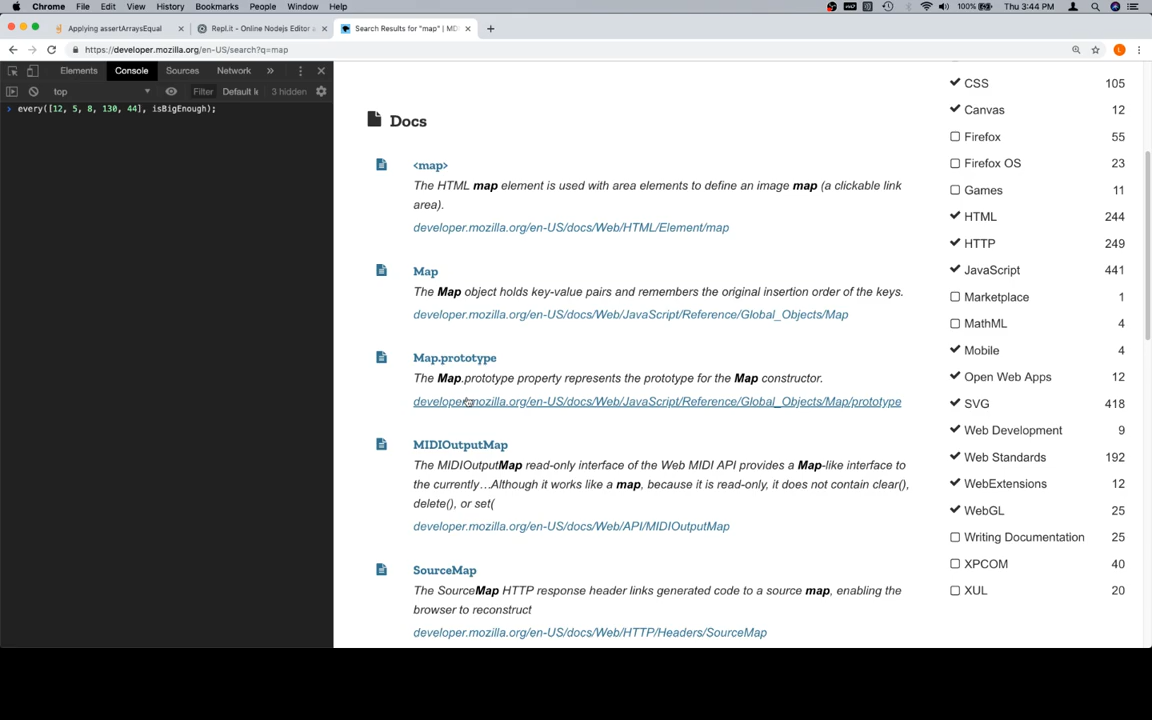 Chrome File Edit View History Bookmarks People Window Help 100% Thu 3:44 PM
Applying assertArraysEqual × Repl.it - Online Nodejs Editor a × Search Results for "map" | MD × +
https://developer.mozilla.org/en-US/search?q=map
Elements Console Sources Network » ×
top Filter Default le 3 hidden
> every([12, 5, 8, 130, 44], isBigEnough);
Docs
<map>
The HTML map element is used with area elements to define an image map (a clickable link
area).
developer.mozilla.org/en-US/docs/Web/HTML/Element/map
Map
The Map object holds key-value pairs and remembers the original insertion order of the keys.
developer.mozilla.org/en-US/docs/Web/JavaScript/Reference/Global_Objects/Map
Map.prototype
The Map.prototype property represents the prototype for the Map constructor.
developer.mozilla.org/en-US/docs/Web/JavaScript/Reference/Global_Objects/Map/prototype
MIDIOutputMap
The MIDIOutputMap read-only interface of the Web MIDI API provides a Map-like interface to
the currently…Although it works like a map, because it is read-only, it does not contain clear(),
delete(), or set(
developer.mozilla.org/en-US/docs/Web/API/MIDIOutputMap
SourceMap
The SourceMap HTTP response header links generated code to a source map, enabling the
browser to reconstruct
developer.mozilla.org/en-US/docs/Web/HTTP/Headers/SourceMap
CSS 105
Canvas 12
Firefox 55
Firefox OS 23
Games 11
HTML 244
HTTP 249
JavaScript 441
Marketplace 1
MathML 4
Mobile 4
Open Web Apps 12
SVG 418
Web Development 9
Web Standards 192
WebExtensions 12
WebGL 25
Writing Documentation 25
XPCOM 40
XUL 20